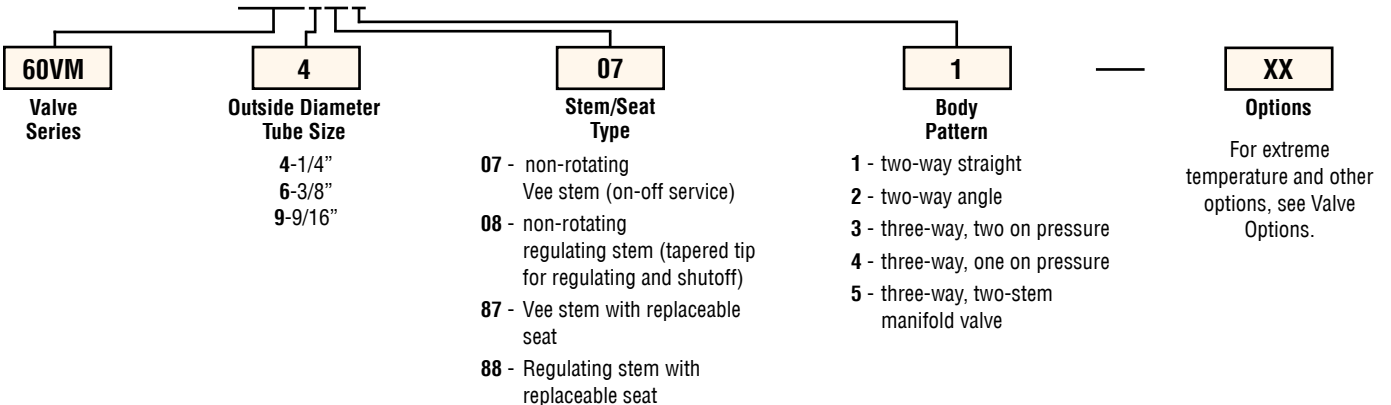 60VM
Valve
Series
4
Outside Diameter
Tube Size
4-1/4”
6-3/8”
9-9/16”
07
Stem/Seat
Type
07 - non-rotating
Vee stem (on-off service)
08 - non-rotating
regulating stem (tapered tip
for regulating and shutoff)
87 - Vee stem with replaceable
seat
88 - Regulating stem with
replaceable seat
1
Body
Pattern
1 - two-way straight
2 - two-way angle
3 - three-way, two on pressure
4 - three-way, one on pressure
5 - three-way, two-stem
manifold valve
—
XX
Options
For extreme
temperature and other
options, see Valve
Options.